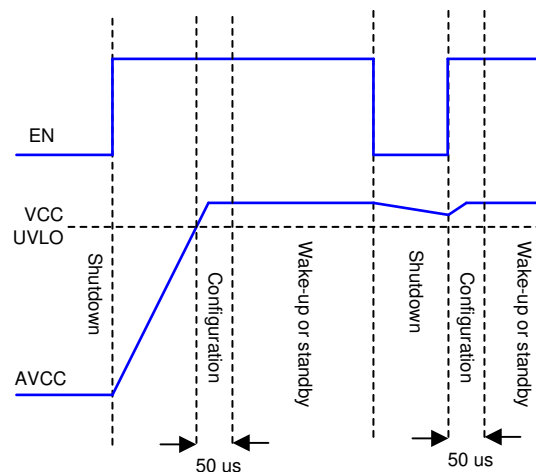 EN
VCC
UVLO
Shutdown
Configuration
Wake-up or standby
Shutdown
Configuration
Wake-up or standby
AVCC
50 us
50 us